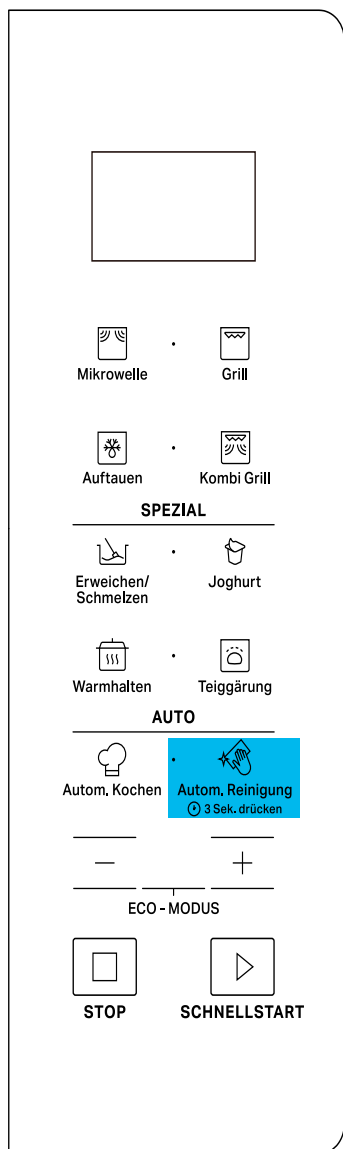 Mikrowelle
Grill
Auftauen
Kombi Grill
SPEZIAL
Erweichen/
Schmelzen
Joghurt
Warmhalten
Teiggärung
AUTO
Autom. Kochen
Autom. Reinigung
3 Sek. drücken
− +
ECO - MODUS
STOP
SCHNELLSTART